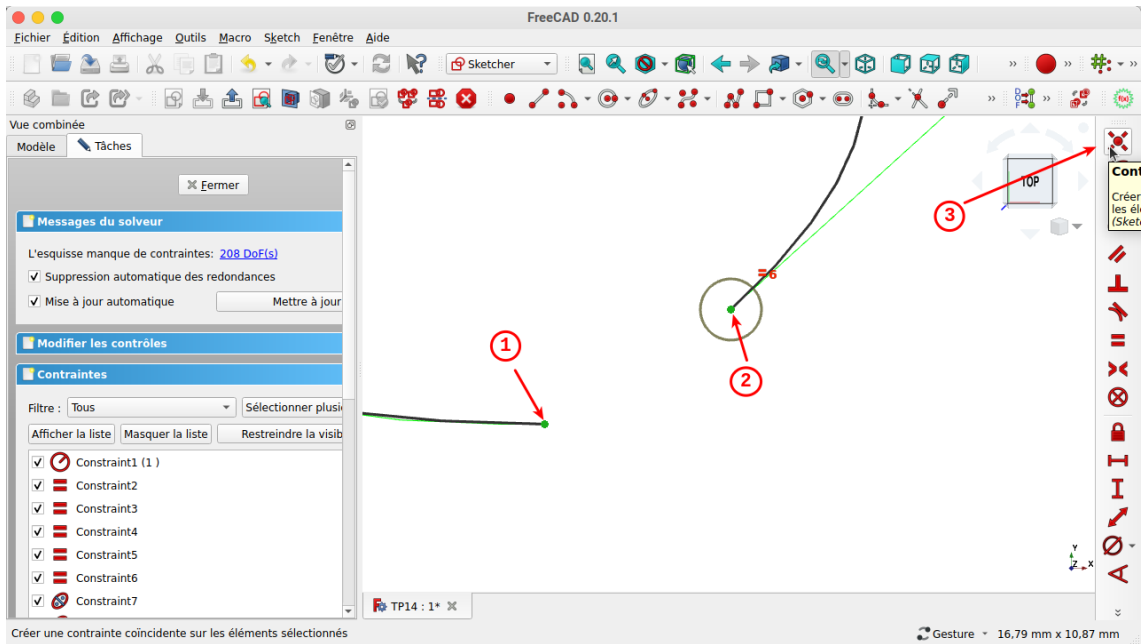 FreeCAD 0.20.1
Fichier Édition Affichage Outils Macro Sketch Fenêtre Aide
Sketcher
Vue combinée
Modèle Tâches
Fermer
Messages du solveur
L'esquisse manque de contraintes: 208 DoF(s)
Suppression automatique des redondances
Mise à jour automatique Mettre à jour
Modifier les contrôles
Contraintes
Filtre : Tous Sélectionner plusi
Afficher la liste Masquer la liste Restreindre la visib
Constraint1 (1 )
Constraint2
Constraint3
Constraint4
Constraint5
Constraint6
Constraint7
1
2
3
6
TOP
Cont
Créer
les élé
(Sket
Y
Z X
f(x)
TP14 : 1*
Créer une contrainte coïncidente sur les éléments sélectionnés
Gesture 16,79 mm x 10,87 mm